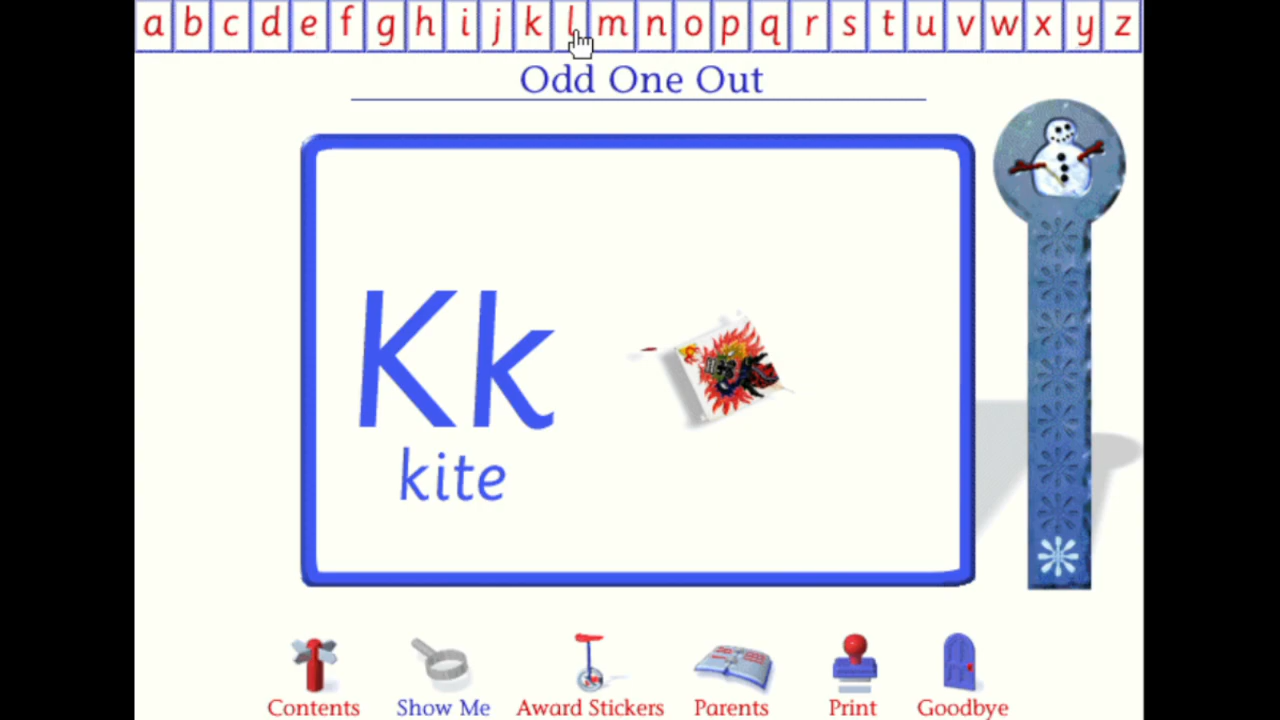 a b c d e f g h i j k l m n o p q r s t u v w x y z
Odd One Out
Kk
kite
Contents Show Me Award Stickers Parents Print Goodbye